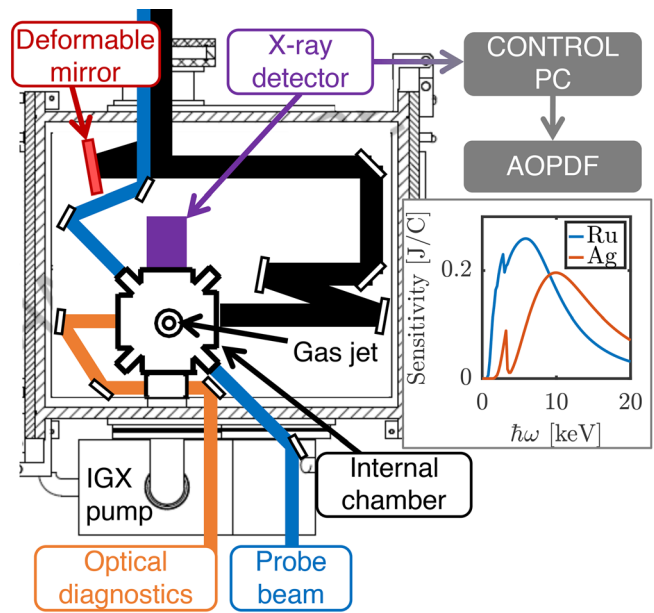 Deformable
mirror
X-ray
detector
CONTROL
PC
AOPDF
Sensitivity [J/C]
0.2
0
Ru
Ag
0
10
20
ħω [keV]
Gas jet
Internal
chamber
IGX
pump
Optical
diagnostics
Probe
beam